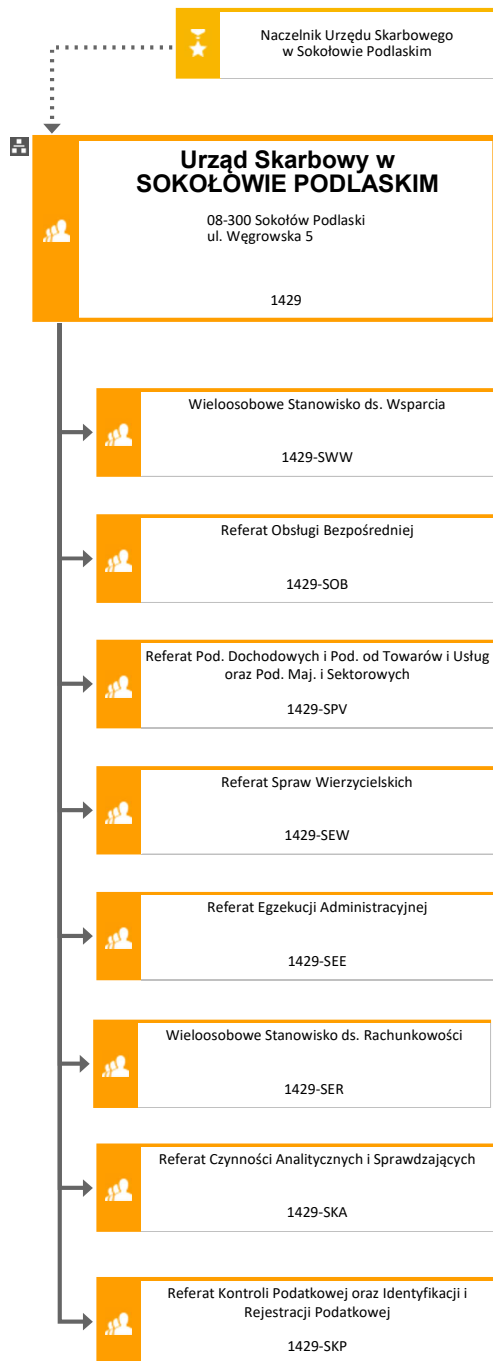 Naczelnik Urzędu Skarbowego
w Sokołowie Podlaskim
Urząd Skarbowy w
SOKOŁOWIE PODLASKIM
08-300 Sokołów Podlaski
ul. Węgrowska 5
1429
Wieloosobowe Stanowisko ds. Wsparcia
1429-SWW
Referat Obsługi Bezpośredniej
1429-SOB
Referat Pod. Dochodowych i Pod. od Towarów i Usług
oraz Pod. Maj. i Sektorowych
1429-SPV
Referat Spraw Wierzycielskich
1429-SEW
Referat Egzekucji Administracyjnej
1429-SEE
Wieloosobowe Stanowisko ds. Rachunkowości
1429-SER
Referat Czynności Analitycznych i Sprawdzających
1429-SKA
Referat Kontroli Podatkowej oraz Identyfikacji i
Rejestracji Podatkowej
1429-SKP